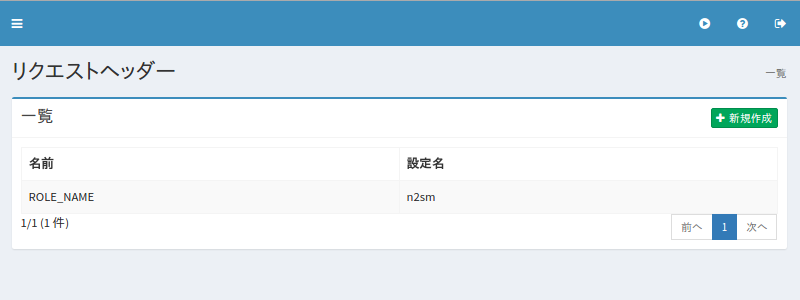 リクエストヘッダー
一覧
一覧
新規作成
名前 設定名
ROLE_NAME n2sm
1/1 (1 件)
前へ 1 次へ